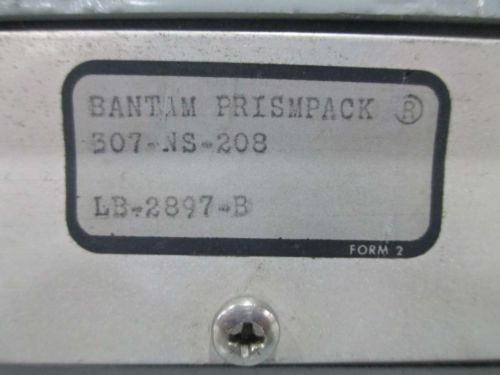 BANTAM PRISMPACK ®
307-NS-208
LB-2897-B
FORM 2